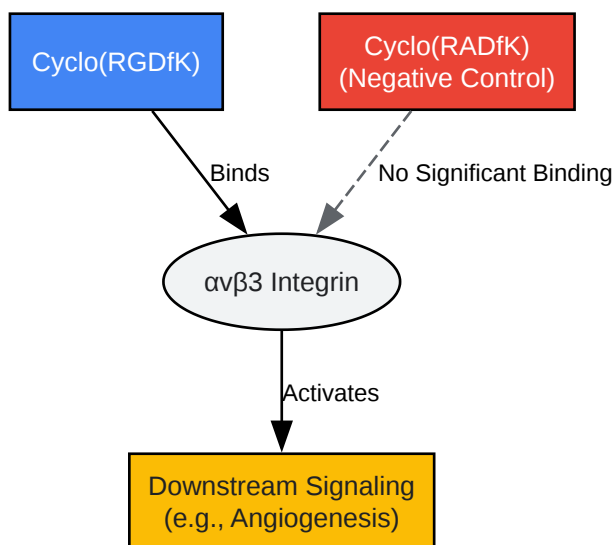 Cyclo(RGDfK)
Cyclo(RADfK)
(Negative Control)
Binds
No Significant Binding
αvβ3 Integrin
Activates
Downstream Signaling
(e.g., Angiogenesis)